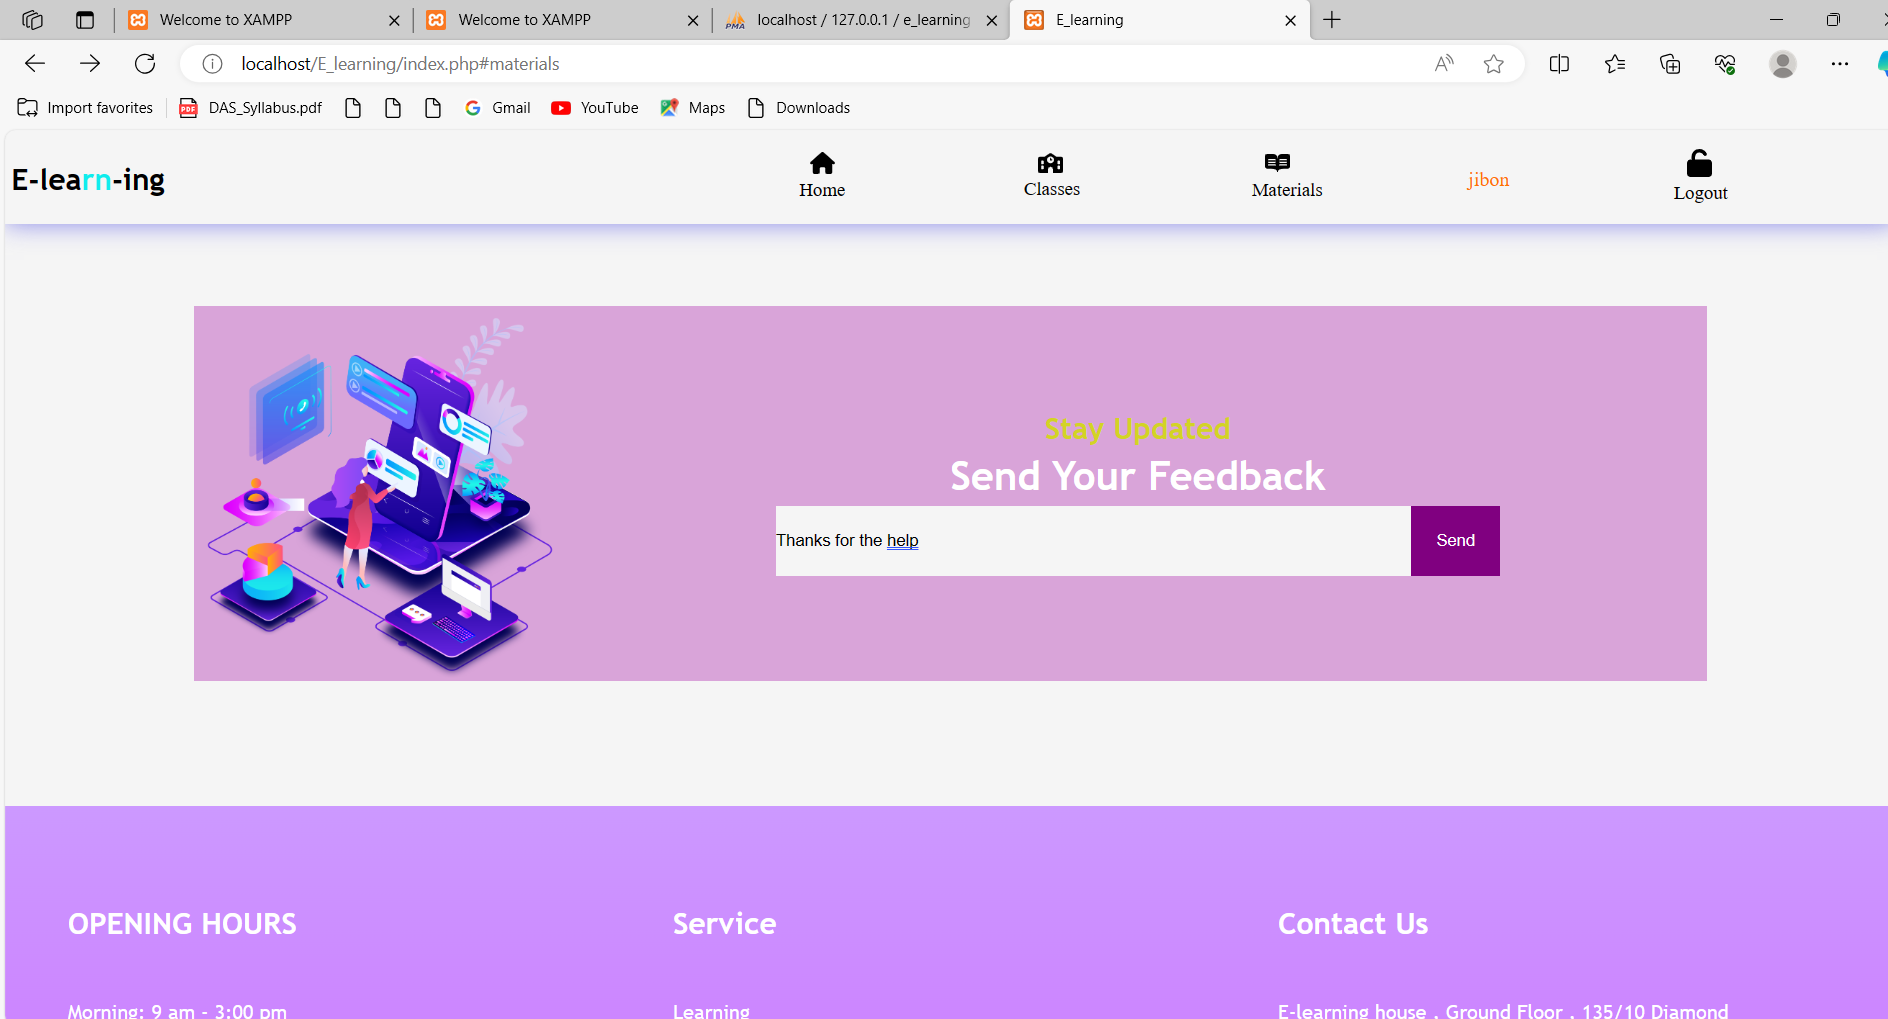 Welcome to XAMPP
Welcome to XAMPP
localhost / 127.0.0.1 / e_learning
E_learning
localhost/E_learning/index.php#materials
Import favorites
DAS_Syllabus.pdf
Gmail
YouTube
Maps
Downloads
E-learn-ing
Home
Classes
Materials
jibon
Logout
Stay Updated
Send Your Feedback
Thanks for the help
Send
OPENING HOURS
Service
Contact Us
Morning: 9 am - 3:00 pm
Learning
E-learning house , Ground Floor , 135/10 Diamond